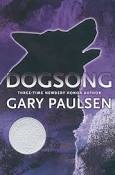 DOGSONG
THREE-TIME NEWBERY HONOR AUTHOR
GARY PAULSEN